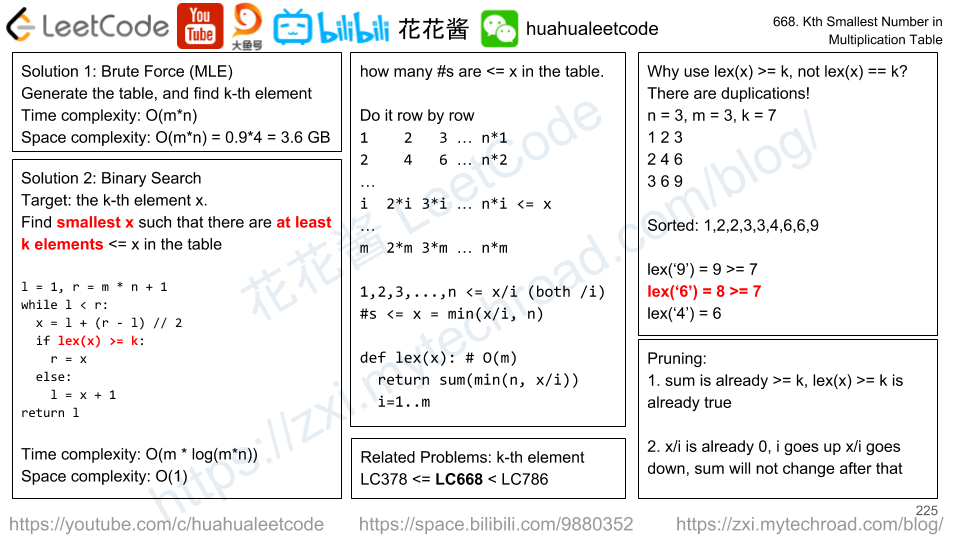 LeetCode
You
Tube
大鱼号
bilibili
花花酱
huahualeetcode
668. Kth Smallest Number in
Multiplication Table
Solution 1: Brute Force (MLE)
Generate the table, and find k-th element
Time complexity: O(m*n)
Space complexity: O(m*n) = 0.9*4 = 3.6 GB
Solution 2: Binary Search
Target: the k-th element x.
Find smallest x such that there are at least
k elements <= x in the table
l = 1, r = m * n + 1
while l < r:
x = l + (r - l) // 2
if lex(x) >= k:
r = x
else:
l = x + 1
return l
Time complexity: O(m * log(m*n))
Space complexity: O(1)
how many #s are <= x in the table.
Do it row by row
1 2 3 … n*1
2 4 6 … n*2
…
i 2*i 3*i … n*i <= x
…
m 2*m 3*m … n*m
1,2,3,...,n <= x/i (both /i)
#s <= x = min(x/i, n)
def lex(x): # O(m)
return sum(min(n, x/i))
i=1..m
Related Problems: k-th element
LC378 <= LC668 < LC786
Why use lex(x) >= k, not lex(x) == k?
There are duplications!
n = 3, m = 3, k = 7
1 2 3
2 4 6
3 6 9
Sorted: 1,2,2,3,3,4,6,6,9
lex(‘9’) = 9 >= 7
lex(‘6’) = 8 >= 7
lex(‘4’) = 6
Pruning:
1. sum is already >= k, lex(x) >= k is
already true
2. x/i is already 0, i goes up x/i goes
down, sum will not change after that
花花酱 LeetCode
https://zxi.mytechroad.com/blog/
225
https://youtube.com/c/huahualeetcode
https://space.bilibili.com/9880352
https://zxi.mytechroad.com/blog/